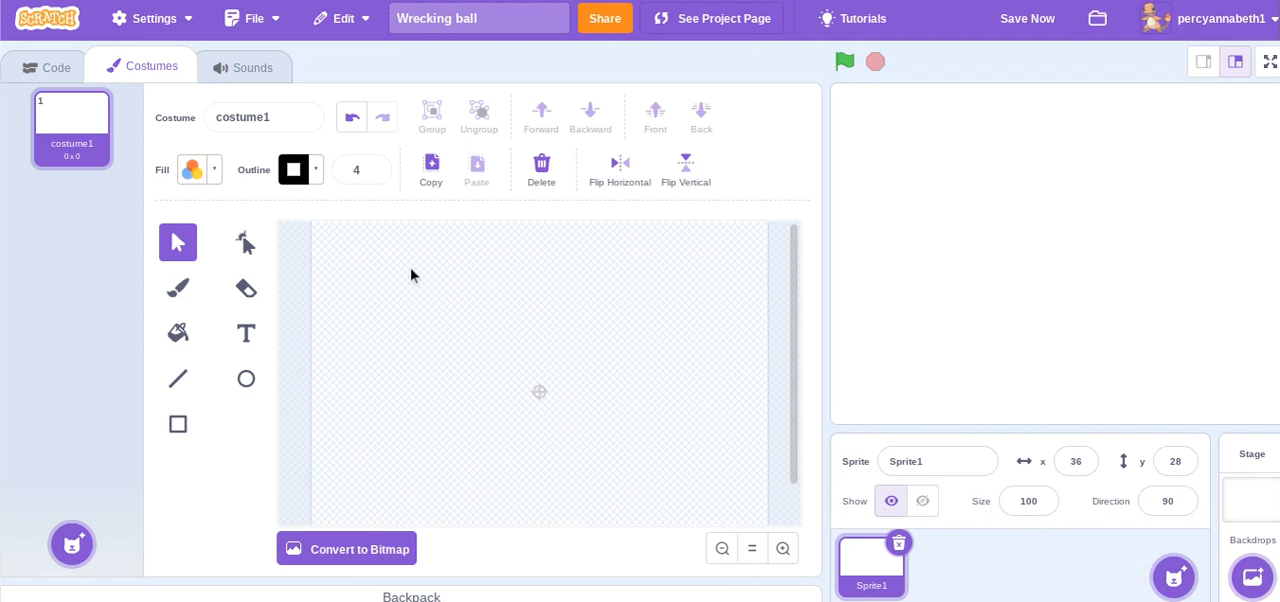 SCRATCH Settings File Edit Wrecking ball Share See Project Page Tutorials Save Now percyannabeth1
Code Costumes Sounds
1
costume1
0 x 0
Costume costume1 Group Ungroup Forward Backward Front Back
Fill Outline 4 Copy Paste Delete Flip Horizontal Flip Vertical
T
Convert to Bitmap
Backpack
Sprite Sprite1 x 36 y 28
Show Size 100 Direction 90
Sprite1
Stage
Backdrops